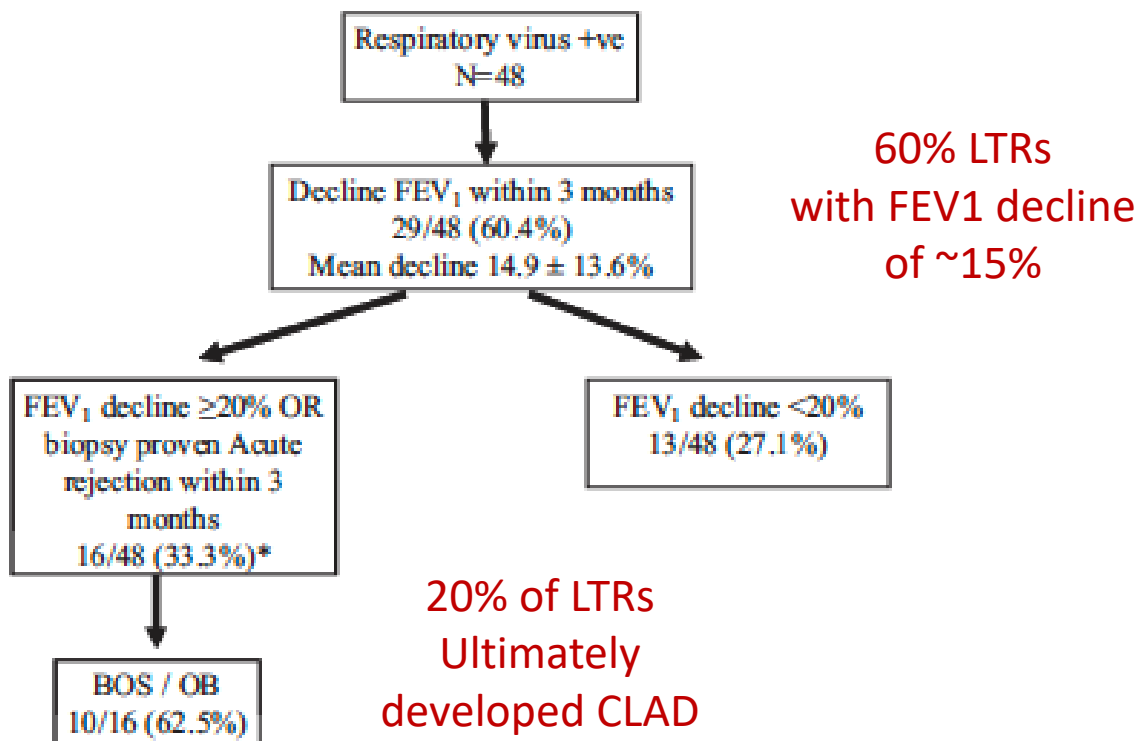 Respiratory virus +ve
N=48
Decline FEV₁ within 3 months
29/48 (60.4%)
Mean decline 14.9 ± 13.6%
60% LTRs
with FEV1 decline
of ~15%
FEV₁ decline ≥20% OR
biopsy proven Acute
rejection within 3
months
16/48 (33.3%)*
FEV₁ decline <20%
13/48 (27.1%)
BOS / OB
10/16 (62.5%)
20% of LTRs
Ultimately
developed CLAD